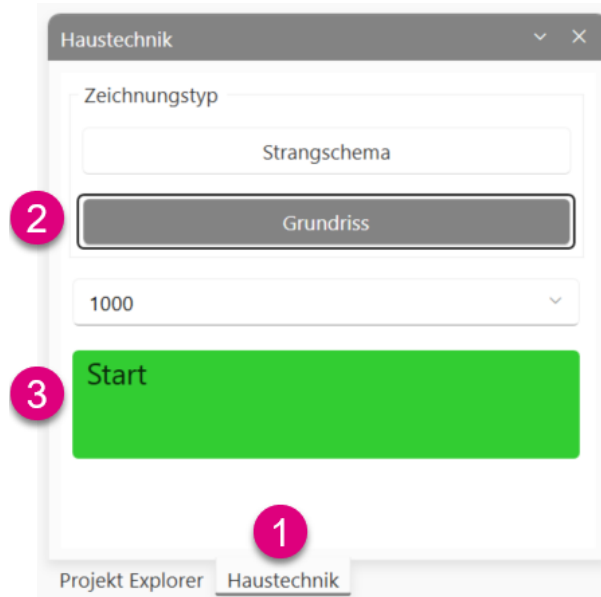 Haustechnik
Zeichnungstyp
Strangschema
2
Grundriss
1000
3
Start
1
Projekt Explorer Haustechnik